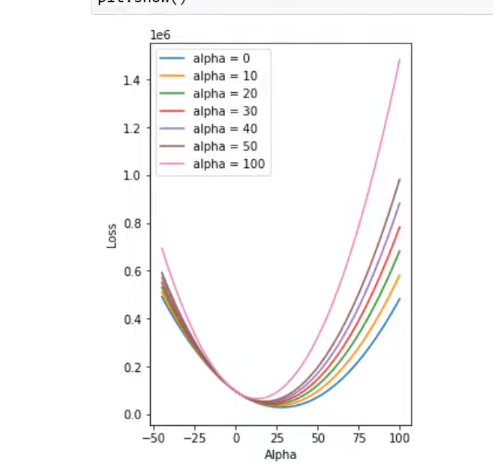 plt.show()
1e6
alpha = 0
alpha = 10
alpha = 20
alpha = 30
alpha = 40
alpha = 50
alpha = 100
1.4
1.2
1.0
0.8
0.6
0.4
0.2
0.0
Loss
−50 −25 0 25 50 75 100
Alpha